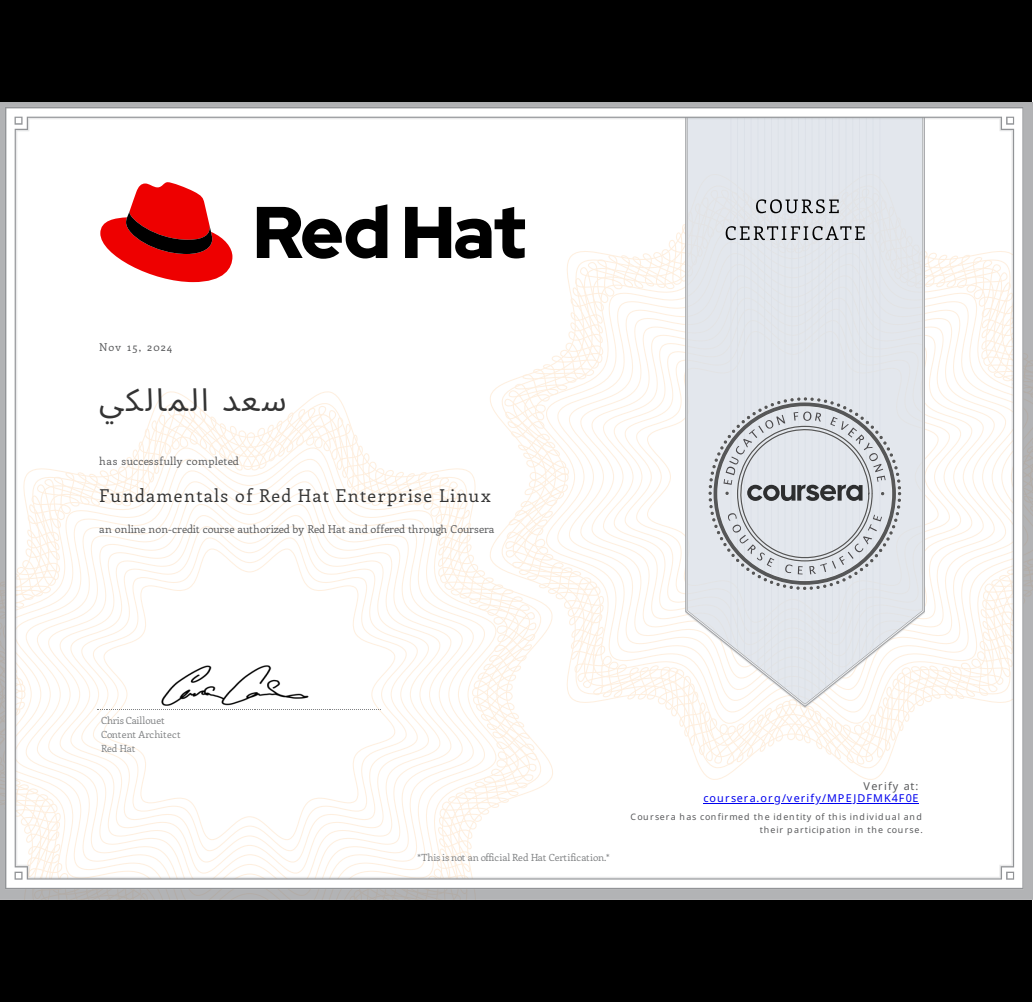 Red Hat
COURSE
CERTIFICATE
Nov 15, 2024
سعد المالكي
has successfully completed
Fundamentals of Red Hat Enterprise Linux
an online non-credit course authorized by Red Hat and offered through Coursera
EDUCATION FOR EVERYONE
coursera
COURSE CERTIFICATE
Chris Caillouet
Content Architect
Red Hat
Verify at:
coursera.org/verify/MPEJDFMK4F0E
Coursera has confirmed the identity of this individual and
their participation in the course.
*This is not an official Red Hat Certification.*